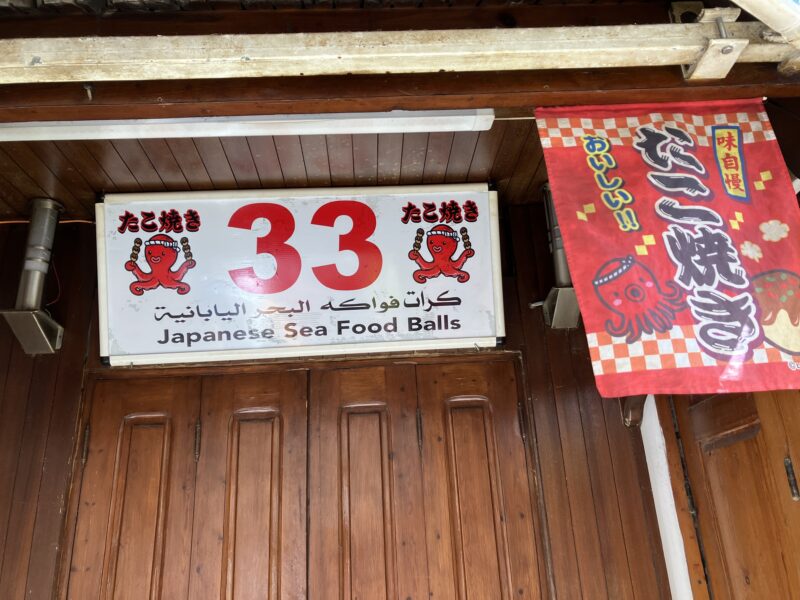 たこ焼き
33
たこ焼き
كرات فواكه البحر اليابانية
Japanese Sea Food Balls
味自慢
たこ焼き
おいしい!!